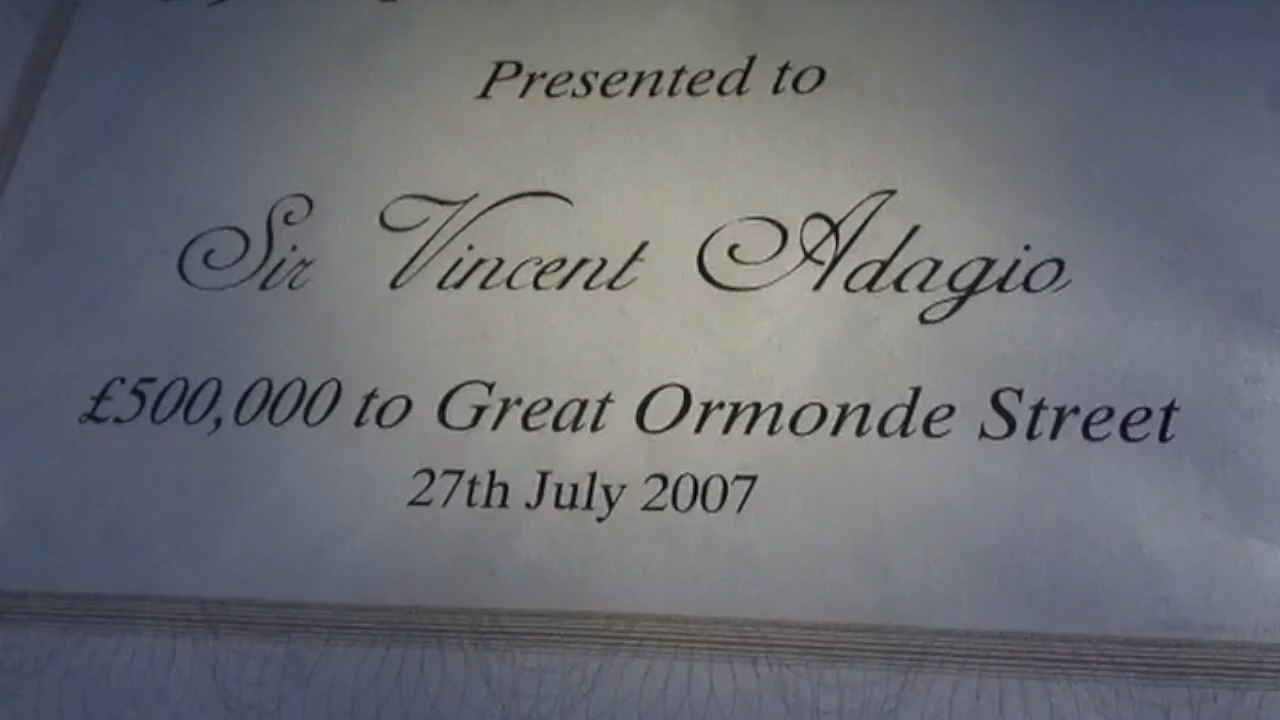 Presented to
Sir Vincent Adagio
£500,000 to Great Ormonde Street
27th July 2007